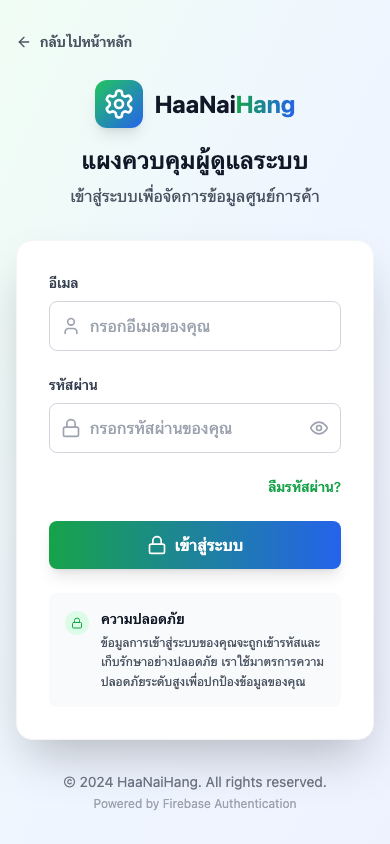 กลับไปหน้าหลัก
HaaNaiHang
แผงควบคุมผู้ดูแลระบบ
เข้าสู่ระบบเพื่อจัดการข้อมูลศูนย์การค้า
อีเมล
กรอกอีเมลของคุณ
รหัสผ่าน
กรอกรหัสผ่านของคุณ
ลืมรหัสผ่าน?
เข้าสู่ระบบ
ความปลอดภัย
ข้อมูลการเข้าสู่ระบบของคุณจะถูกเข้ารหัสและ
เก็บรักษาอย่างปลอดภัย เราใช้มาตรการความ
ปลอดภัยระดับสูงเพื่อปกป้องข้อมูลของคุณ
© 2024 HaaNaiHang. All rights reserved.
Powered by Firebase Authentication